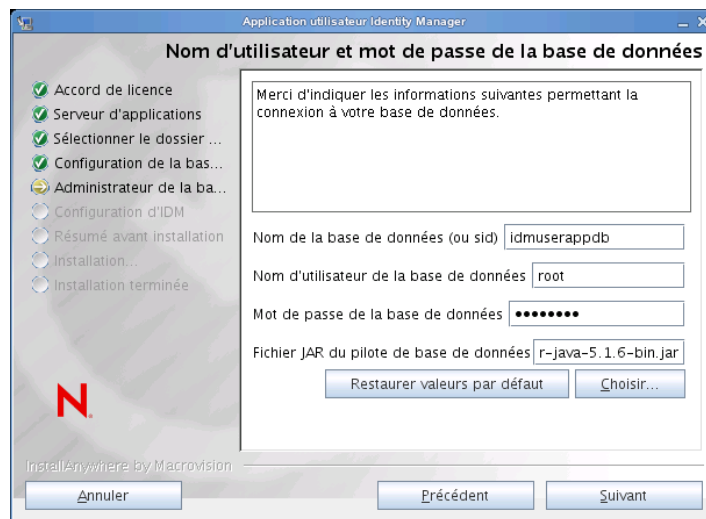 Application utilisateur Identity Manager
Nom d'utilisateur et mot de passe de la base de données
Accord de licence
Serveur d'applications
Sélectionner le dossier ...
Configuration de la bas...
Administrateur de la ba...
Configuration d'IDM
Résumé avant installation
Installation...
Installation terminée
Merci d'indiquer les informations suivantes permettant la
connexion à votre base de données.
Nom de la base de données (ou sid) idmuserappdb
Nom d'utilisateur de la base de données root
Mot de passe de la base de données ••••••••
Fichier JAR du pilote de base de données r-java-5.1.6-bin.jar
Restaurer valeurs par défaut Choisir...
N.
InstallAnywhere by Macrovision
Annuler Précédent Suivant